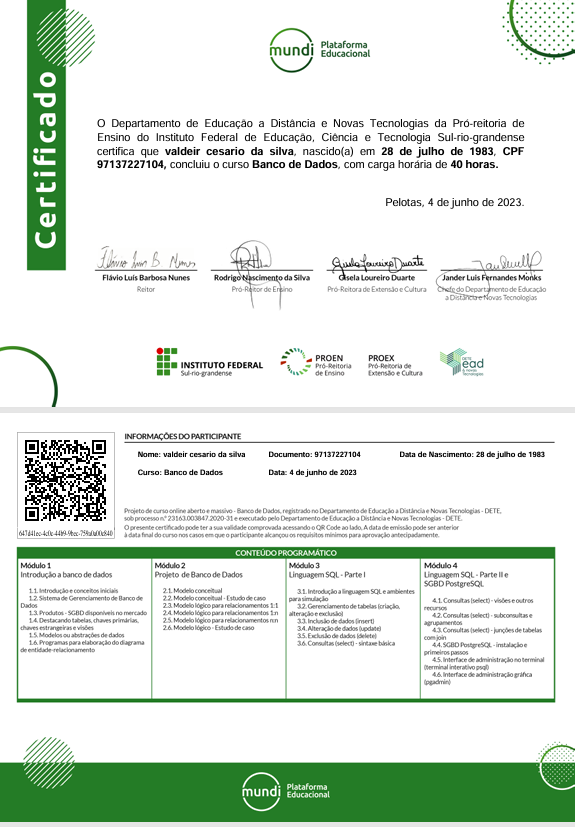 Certificado
mundi Plataforma
Educacional
O Departamento de Educação a Distância e Novas Tecnologias da Pró-reitoria de
Ensino do Instituto Federal de Educação, Ciência e Tecnologia Sul-rio-grandense
certifica que valdeir cesario da silva, nascido(a) em 28 de julho de 1983, CPF
97137227104, concluiu o curso Banco de Dados, com carga horária de 40 horas.
Pelotas, 4 de junho de 2023.
Flávio Luís Barbosa Nunes
Reitor
Rodrigo Nascimento da Silva
Pró-Reitor de Ensino
Gisela Loureiro Duarte
Pró-Reitora de Extensão e Cultura
Jander Luis Fernandes Monks
Chefe do Departamento de Educação
a Distância e Novas Tecnologias
INSTITUTO FEDERAL
Sul-rio-grandense
PROEN
Pró-Reitoria
de Ensino
PROEX
Pró-Reitoria de
Extensão e Cultura
DETE
ead
& Novas
Tecnologias
INFORMAÇÕES DO PARTICIPANTE
Nome: valdeir cesario da silva Documento: 97137227104 Data de Nascimento: 28 de julho de 1983
Curso: Banco de Dados Data: 4 de junho de 2023
Projeto de curso online aberto e massivo - Banco de Dados, registrado no Departamento de Educação a Distância e Novas Tecnologias - DETE,
sob processo n.º 23163.003847.2020-31 e executado pelo Departamento de Educação a Distância e Novas Tecnologias - DETE.
O presente certificado pode ter a sua validade comprovada acessando o QR Code ao lado. A data de emissão pode ser anterior
à data final do curso nos casos em que o participante alcançou os requisitos mínimos para aprovação antecipadamente.
CONTEÚDO PROGRAMÁTICO
Módulo 1
Introdução a banco de dados
1.1. Introdução e conceitos iniciais
1.2. Sistema de Gerenciamento de Banco de
Dados
1.3. Produtos - SGBD disponíveis no mercado
1.4. Destacando tabelas, chaves primárias,
chaves estrangeiras e visões
1.5. Modelos ou abstrações de dados
1.6. Programas para elaboração do diagrama
de entidade-relacionamento
Módulo 2
Projeto de Banco de Dados
2.1. Modelo conceitual
2.2. Modelo conceitual - Estudo de caso
2.3. Modelo lógico para relacionamentos 1:1
2.4. Modelo lógico para relacionamentos 1:n
2.5. Modelo lógico para relacionamentos n:n
2.6. Modelo lógico - Estudo de caso
Módulo 3
Linguagem SQL - Parte I
3.1. Introdução a linguagem SQL e ambientes
para simulação
3.2. Gerenciamento de tabelas (criação,
alteração e exclusão)
3.3. Inclusão de dados (insert)
3.4. Alteração de dados (update)
3.5. Exclusão de dados (delete)
3.6. Consultas (select) - sintaxe básica
Módulo 4
Linguagem SQL - Parte II e
SGBD PostgreSQL
4.1. Consultas (select) - visões e outros
recursos
4.2. Consultas (select) - subconsultas e
agrupamentos
4.3. Consultas (select) - junções de tabelas
com join
4.4. SGBD PostgreSQL - instalação e
primeiros passos
4.5. Interface de administração no terminal
(terminal interativo psql)
4.6. Interface de administração gráfica
(pgadmin)
mundi Plataforma
Educacional